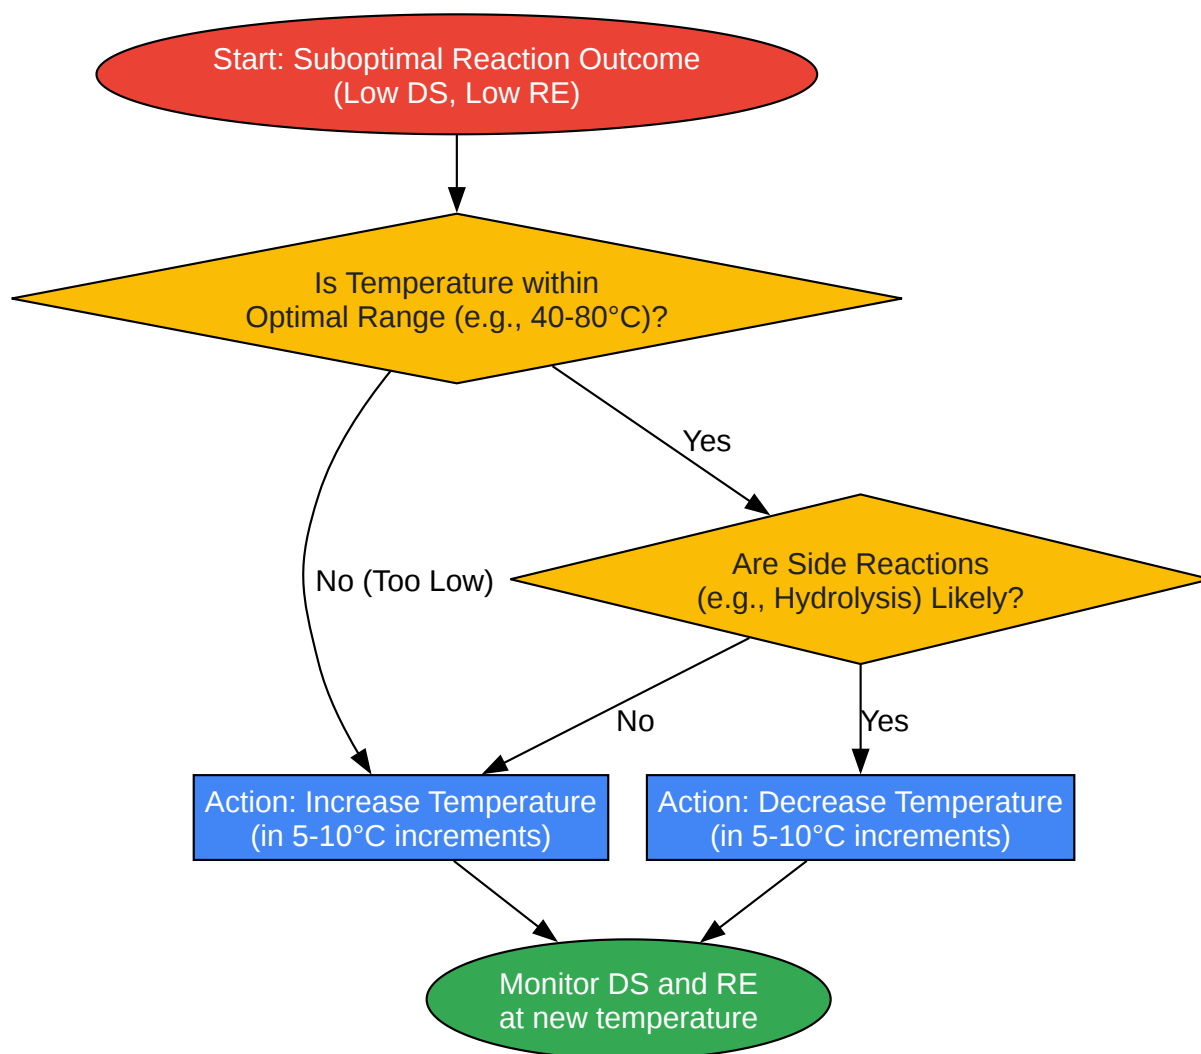 Start: Suboptimal Reaction Outcome
(Low DS, Low RE)
Is Temperature within
Optimal Range (e.g., 40-80°C)?
Yes
Are Side Reactions
(e.g., Hydrolysis) Likely?
No (Too Low)
No
Yes
Action: Increase Temperature
(in 5-10°C increments)
Action: Decrease Temperature
(in 5-10°C increments)
Monitor DS and RE
at new temperature